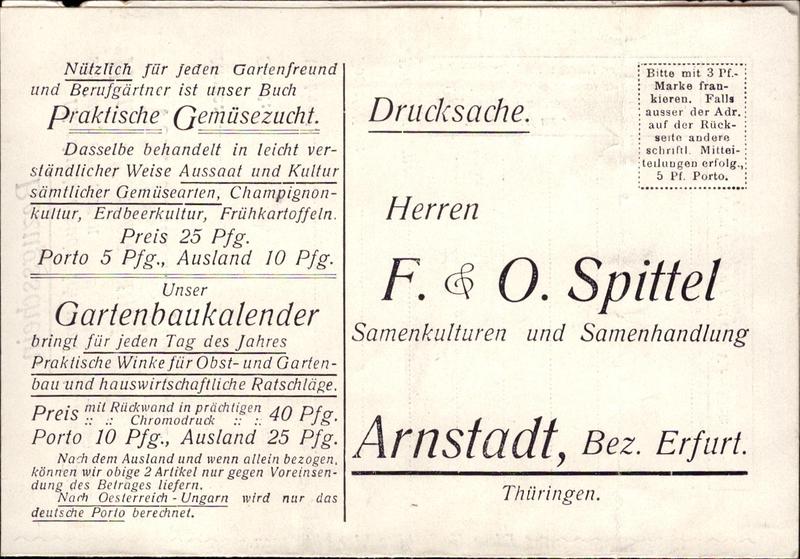 Nützlich für jeden Gartenfreund
und Berufgärtner ist unser Buch
Praktische Gemüsezucht.
Dasselbe behandelt in leicht ver-
ständlicher Weise Aussaat und Kultur
sämtlicher Gemüsearten, Champignon-
kultur, Erdbeerkultur, Frühkartoffeln.
Preis 25 Pfg.
Porto 5 Pfg., Ausland 10 Pfg.
Unser
Gartenbaukalender
bringt für jeden Tag des Jahres
Praktische Winke für Obst- und Garten-
bau und hauswirtschaftliche Ratschläge.
Preis mit Rückwand in prächtigen 40 Pfg.
:: .: Chromodruck :: :.
Porto 10 Pfg., Ausland 25 Pfg.
Nach dem Ausland und wenn allein bezogen,
können wir obige 2 Artikel nur gegen Voreinsen-
dung des Betrages liefern.
Nach Oesterreich-Ungarn wird nur das
deutsche Porto berechnet.
Drucksache.
Bitte mit 3 Pf.-
Marke fran-
kieren. Falls
ausser der Adr.
auf der Rück-
seite andere
schriftl. Mittei-
teilungen erfolg.,
5 Pf. Porto.
Herren
F. & O. Spittel
Samenkulturen und Samenhandlung
Arnstadt, Bez. Erfurt.
Thüringen.